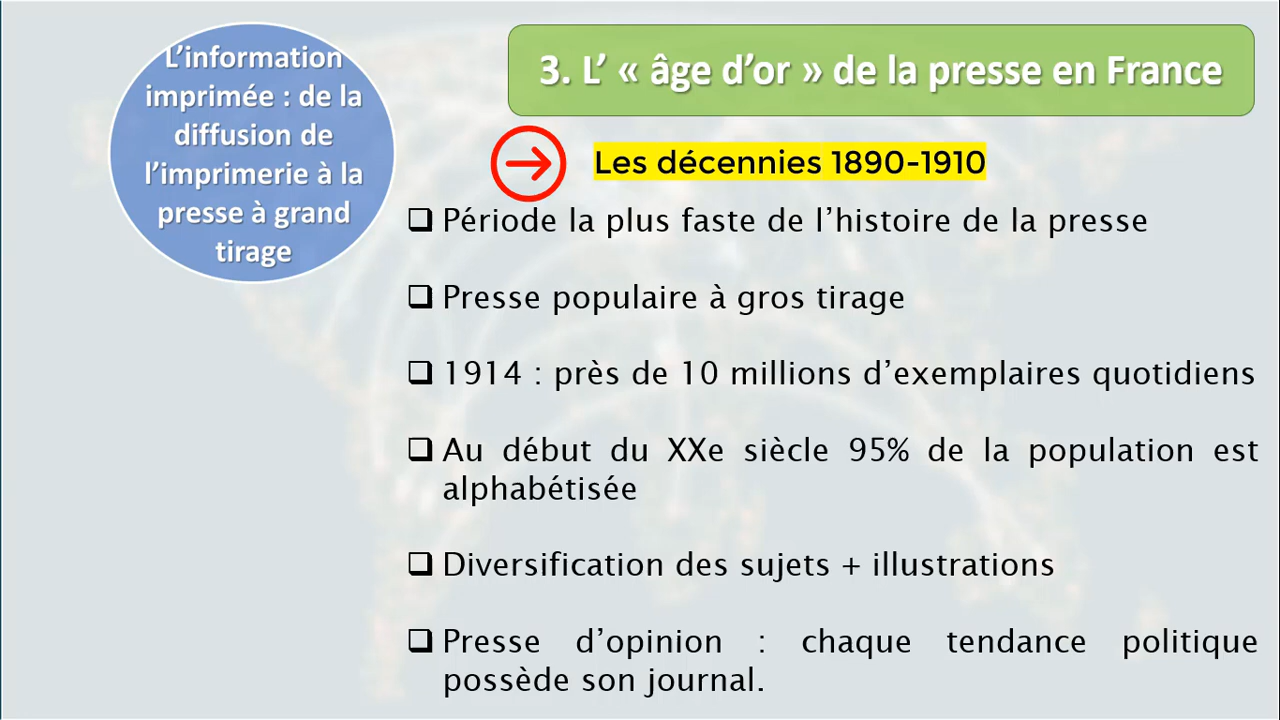 L’information
imprimée : de la
diffusion de
l’imprimerie à la
presse à grand
tirage
3. L’ « âge d’or » de la presse en France
Les décennies 1890-1910
❑ Période la plus faste de l’histoire de la presse
❑ Presse populaire à gros tirage
❑ 1914 : près de 10 millions d’exemplaires quotidiens
❑ Au début du XXe siècle 95% de la population est
alphabétisée
❑ Diversification des sujets + illustrations
❑ Presse d’opinion : chaque tendance politique
possède son journal.